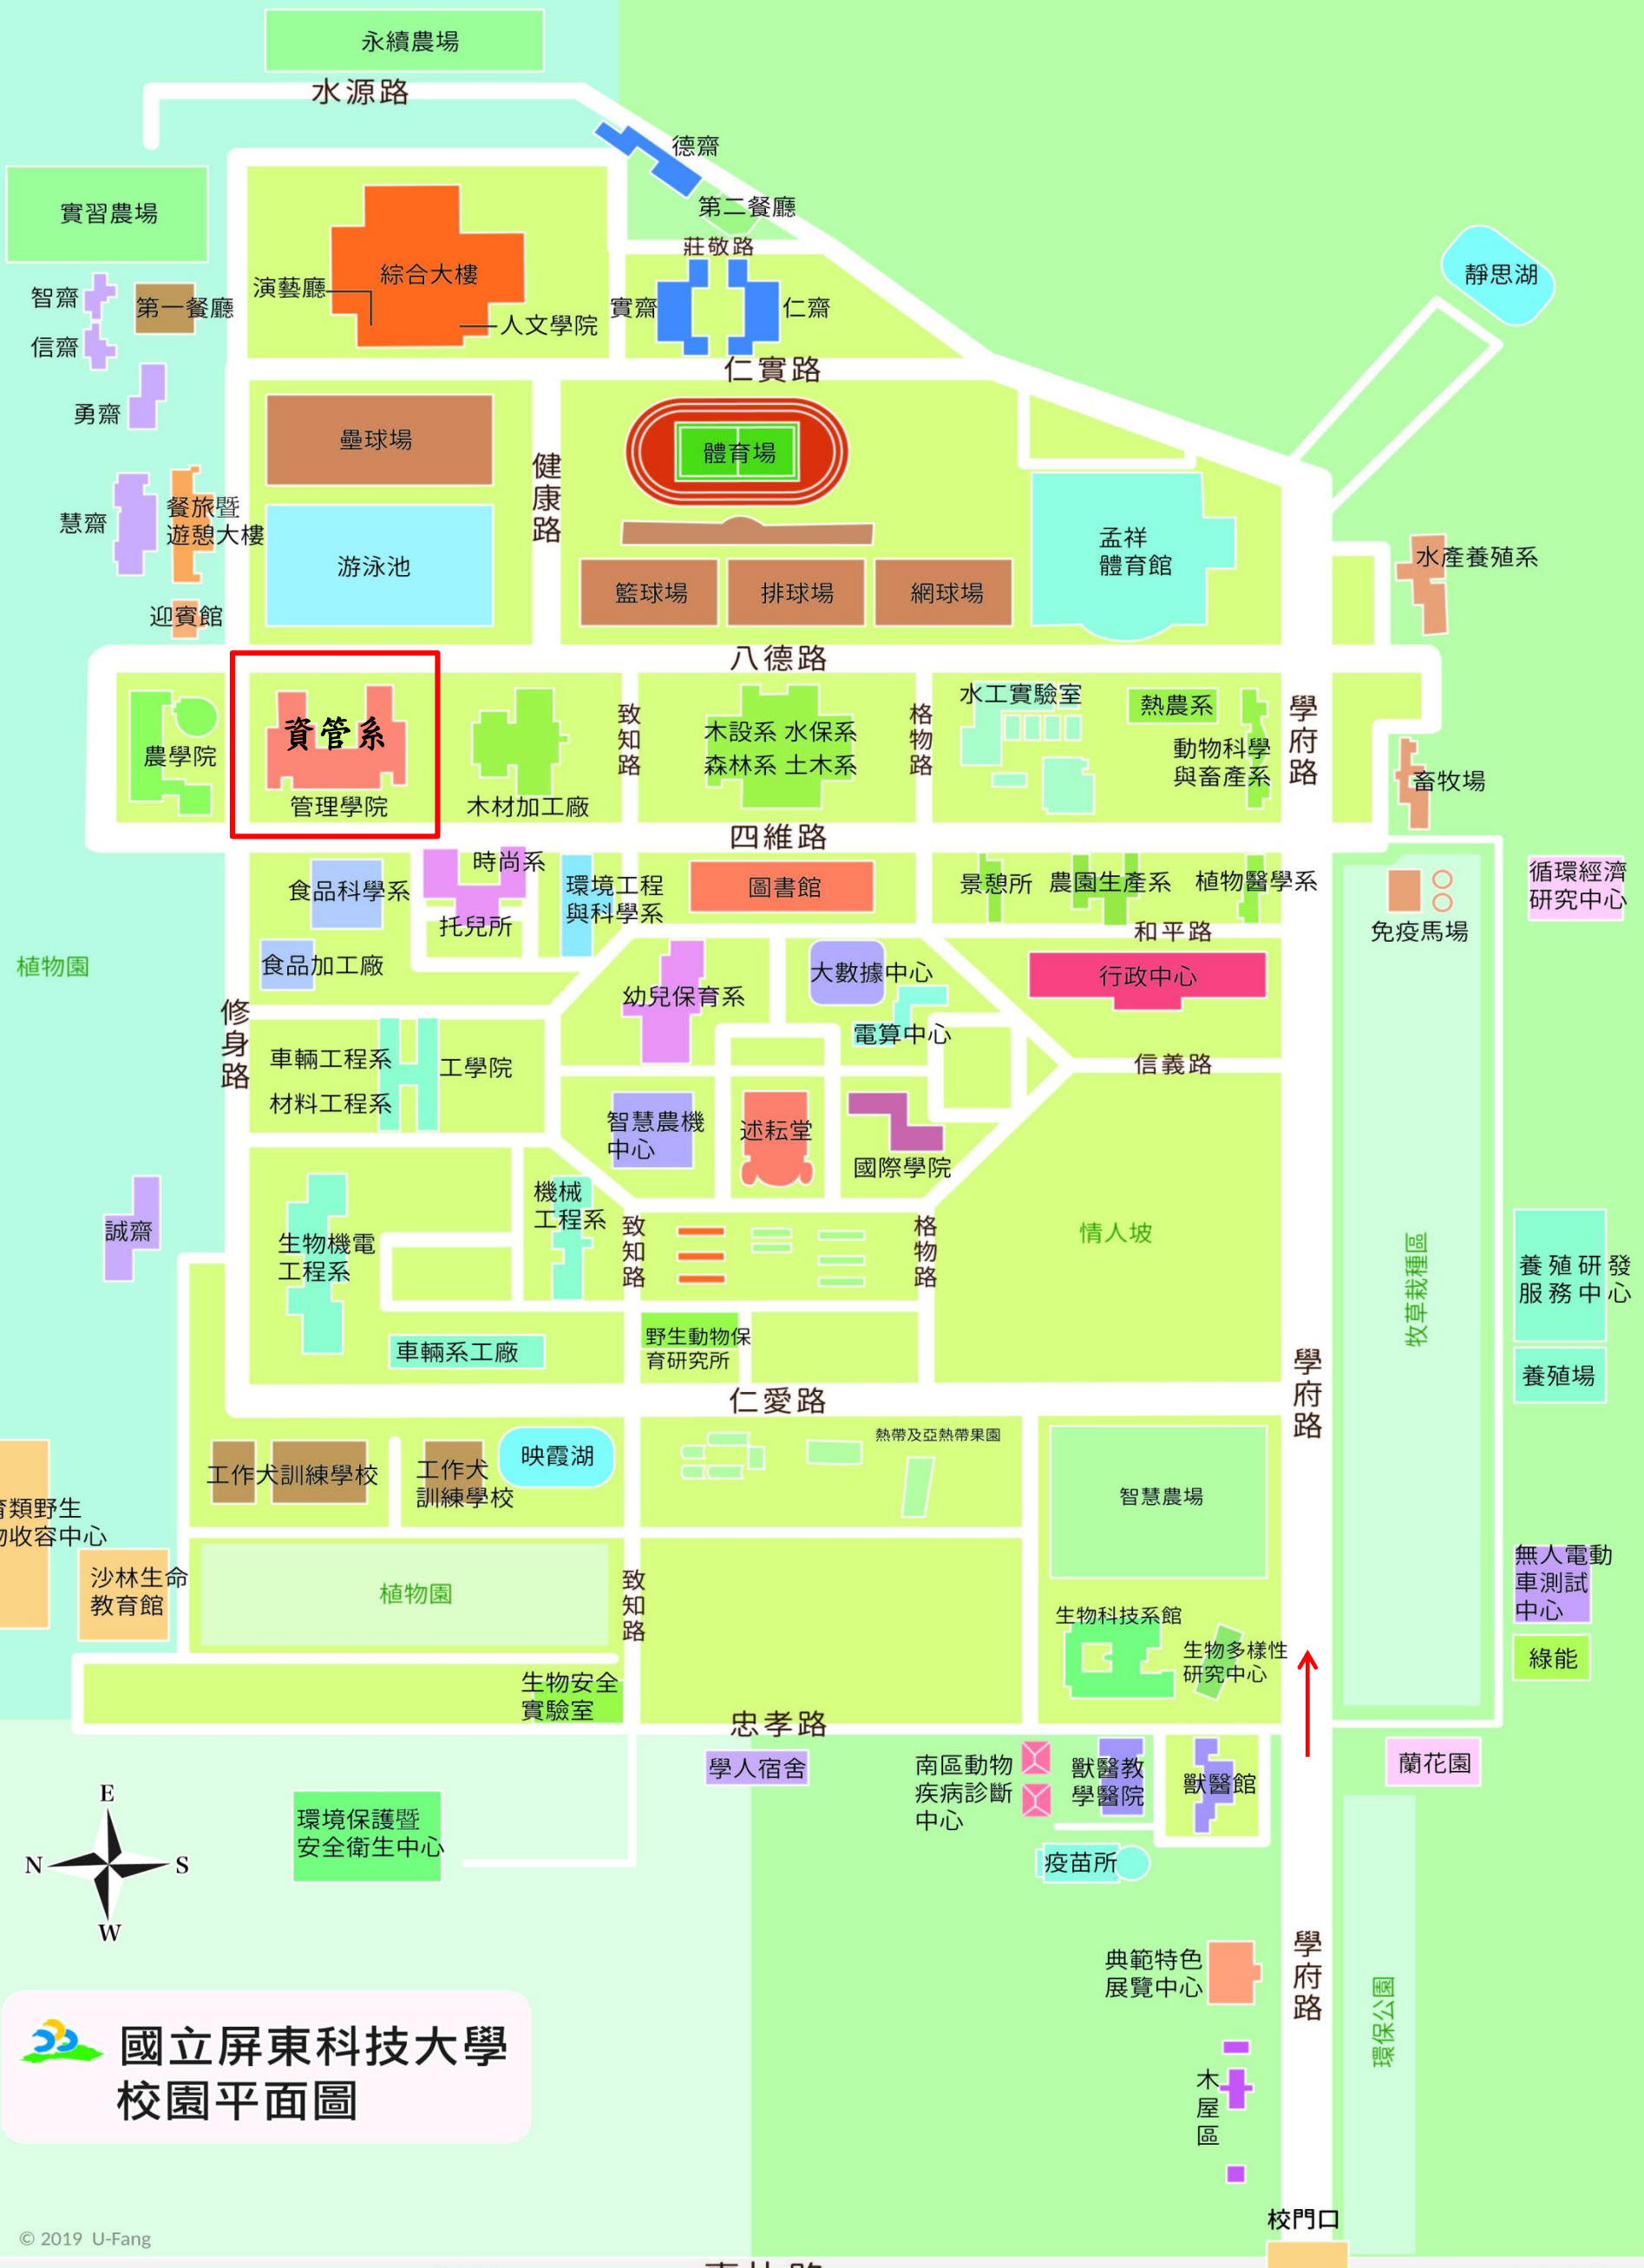 永續農場
水源路
德齋
第二餐廳
實習農場
莊敬路
靜思湖
綜合大樓
演藝廳
智齋
第一餐廳
實齋
仁齋
人文學院
信齋
仁實路
勇齋
壘球場
體育場
健康路
餐旅暨
遊憩大樓
慧齋
孟祥
體育館
水產養殖系
游泳池
籃球場
排球場
網球場
迎賓館
八德路
水工實驗室
熱農系
學府路
致知路
格物路
資管系
木設系 水保系
森林系 土木系
農學院
動物科學
與畜產系
畜牧場
管理學院
木材加工廠
四維路
時尚系
食品科學系
環境工程
與科學系
圖書館
景憩所
農園生產系
植物醫學系
循環經濟
研究中心
托兒所
和平路
免疫馬場
植物園
食品加工廠
大數據中心
行政中心
幼兒保育系
電算中心
修身路
車輛工程系
工學院
信義路
材料工程系
智慧農機
中心
述耘堂
國際學院
機械
工程系
誠齋
致知路
格物路
情人坡
生物機電
工程系
牧草栽種區
養殖研發
服務中心
野生動物保
育研究所
車輛系工廠
養殖場
學府路
仁愛路
熱帶及亞熱帶果園
工作犬訓練學校
工作犬
訓練學校
映霞湖
智慧農場
育類野生
物收容中心
無人電動
車測試
中心
沙林生命
教育館
植物園
致知路
生物科技系館
生物多樣性
研究中心
綠能
生物安全
實驗室
忠孝路
學人宿舍
南區動物
疾病診斷
中心
獸醫教
學醫院
獸醫館
蘭花園
環境保護暨
安全衛生中心
疫苗所
E
N
S
W
典範特色
展覽中心
學府路
環保公園
國立屏東科技大學
校園平面圖
木屋區
校門口
© 2019 U-Fang